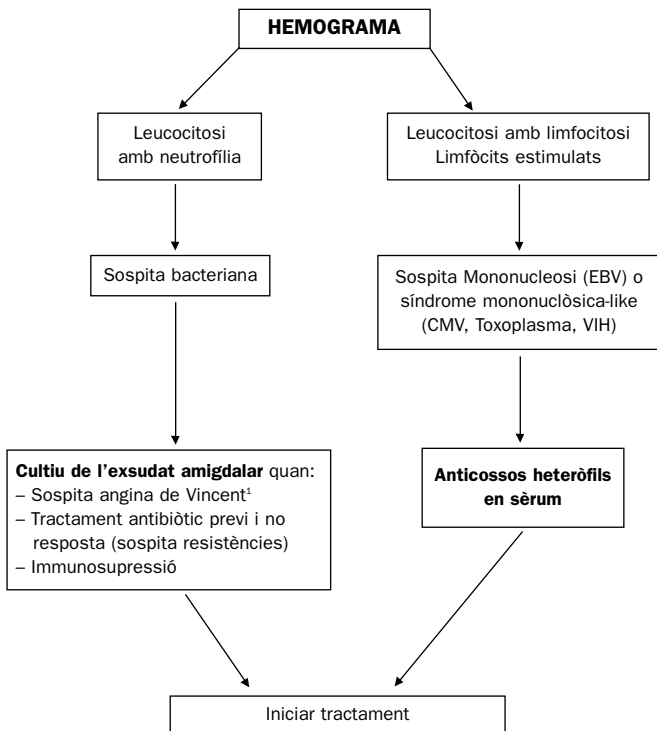 HEMOGRAMA
Leucocitosi
amb neutrofília
Leucocitosi amb limfocitosi
Limfòcits estimulats
Sospita bacteriana
Sospita Mononucleosi (EBV) o
síndrome mononuclòsica-like
(CMV, Toxoplasma, VIH)
Cultiu de l'exsudat amigdalar quan:
– Sospita angina de Vincent¹
– Tractament antibiòtic previ i no
resposta (sospita resistències)
– Immunosupressió
Anticossos heteròfils
en sèrum
Iniciar tractament